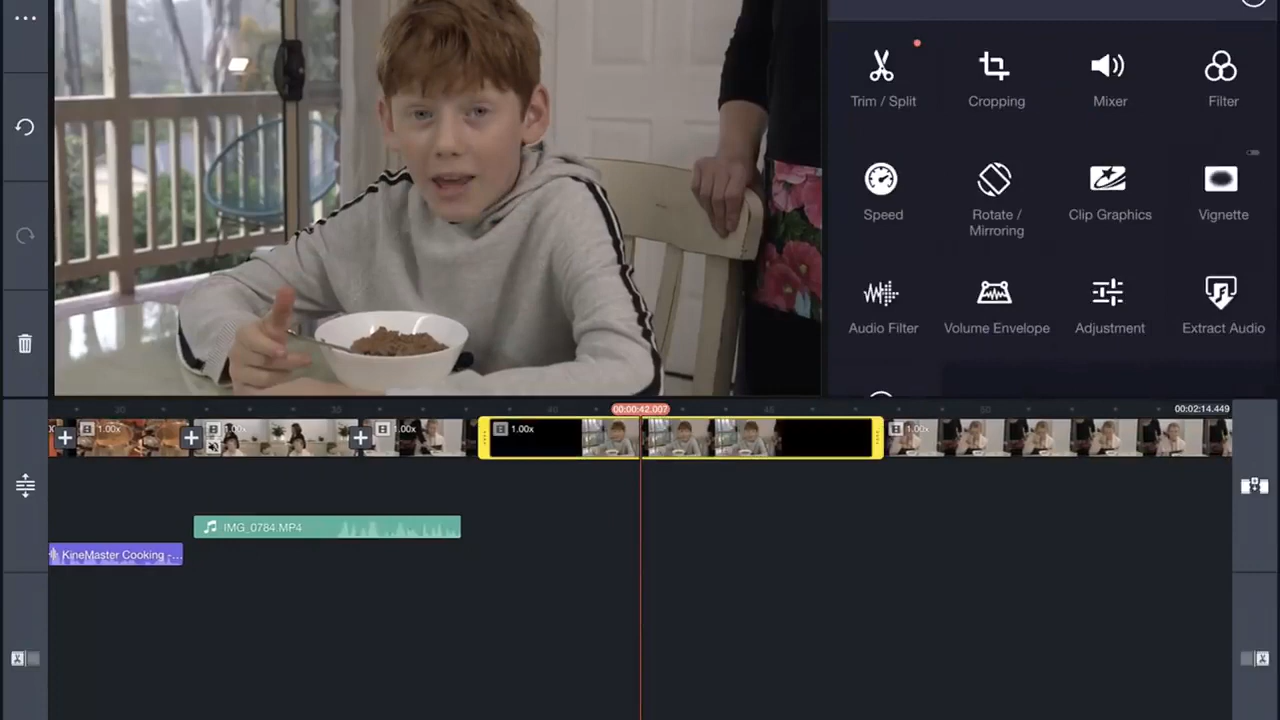 Trim / Split
Cropping
Mixer
Filter
Speed
Rotate /
Mirroring
Clip Graphics
Vignette
Audio Filter
Volume Envelope
Adjustment
Extract Audio
00:00:42.007
00:02:14.449
1.00x
1.00x
1.00x
1.00x
1.00x
IMG_0784.MP4
KineMaster Cooking -...